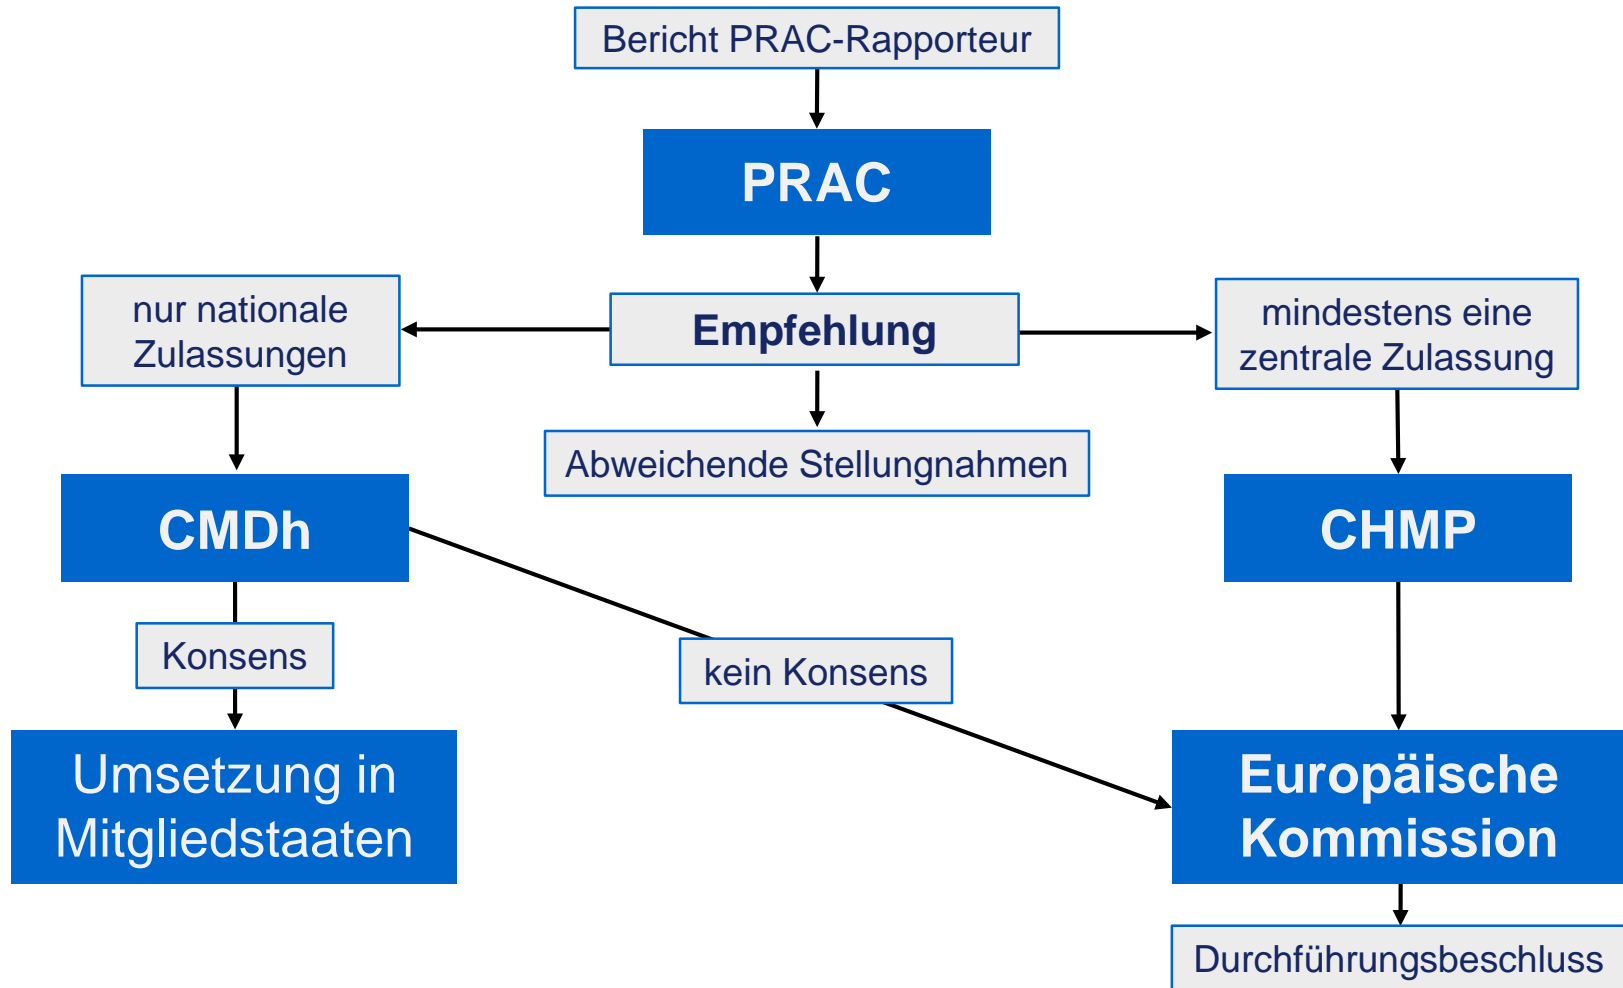 Bericht PRAC-Rapporteur
PRAC
nur nationale
Zulassungen
Empfehlung
mindestens eine
zentrale Zulassung
Abweichende Stellungnahmen
CMDh
CHMP
Konsens
kein Konsens
Umsetzung in
Mitgliedstaaten
Europäische
Kommission
Durchführungsbeschluss